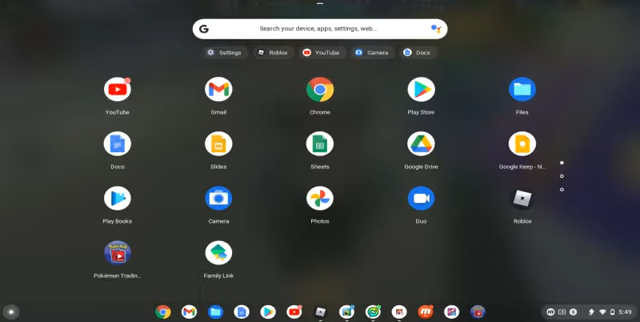 Search your device, apps, settings, web...
Settings Roblox YouTube Camera Docs
YouTube Gmail Chrome Play Store Files
Docs Slides Sheets Google Drive Google Keep - N...
Play Books Camera Photos Duo Roblox
Pokémon Tradin... Family Link
5:49